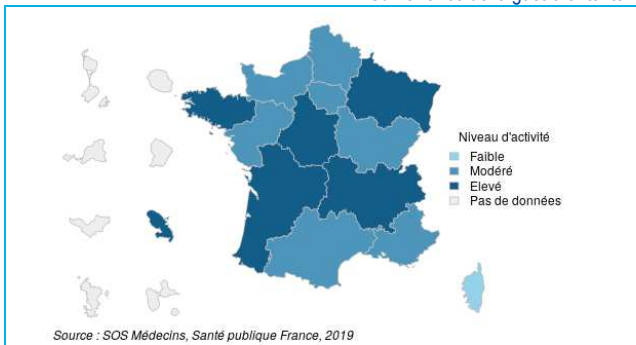 Niveau d'activité
Faible
Modéré
Elevé
Pas de données
Source : SOS Médecins, Santé publique France, 2019